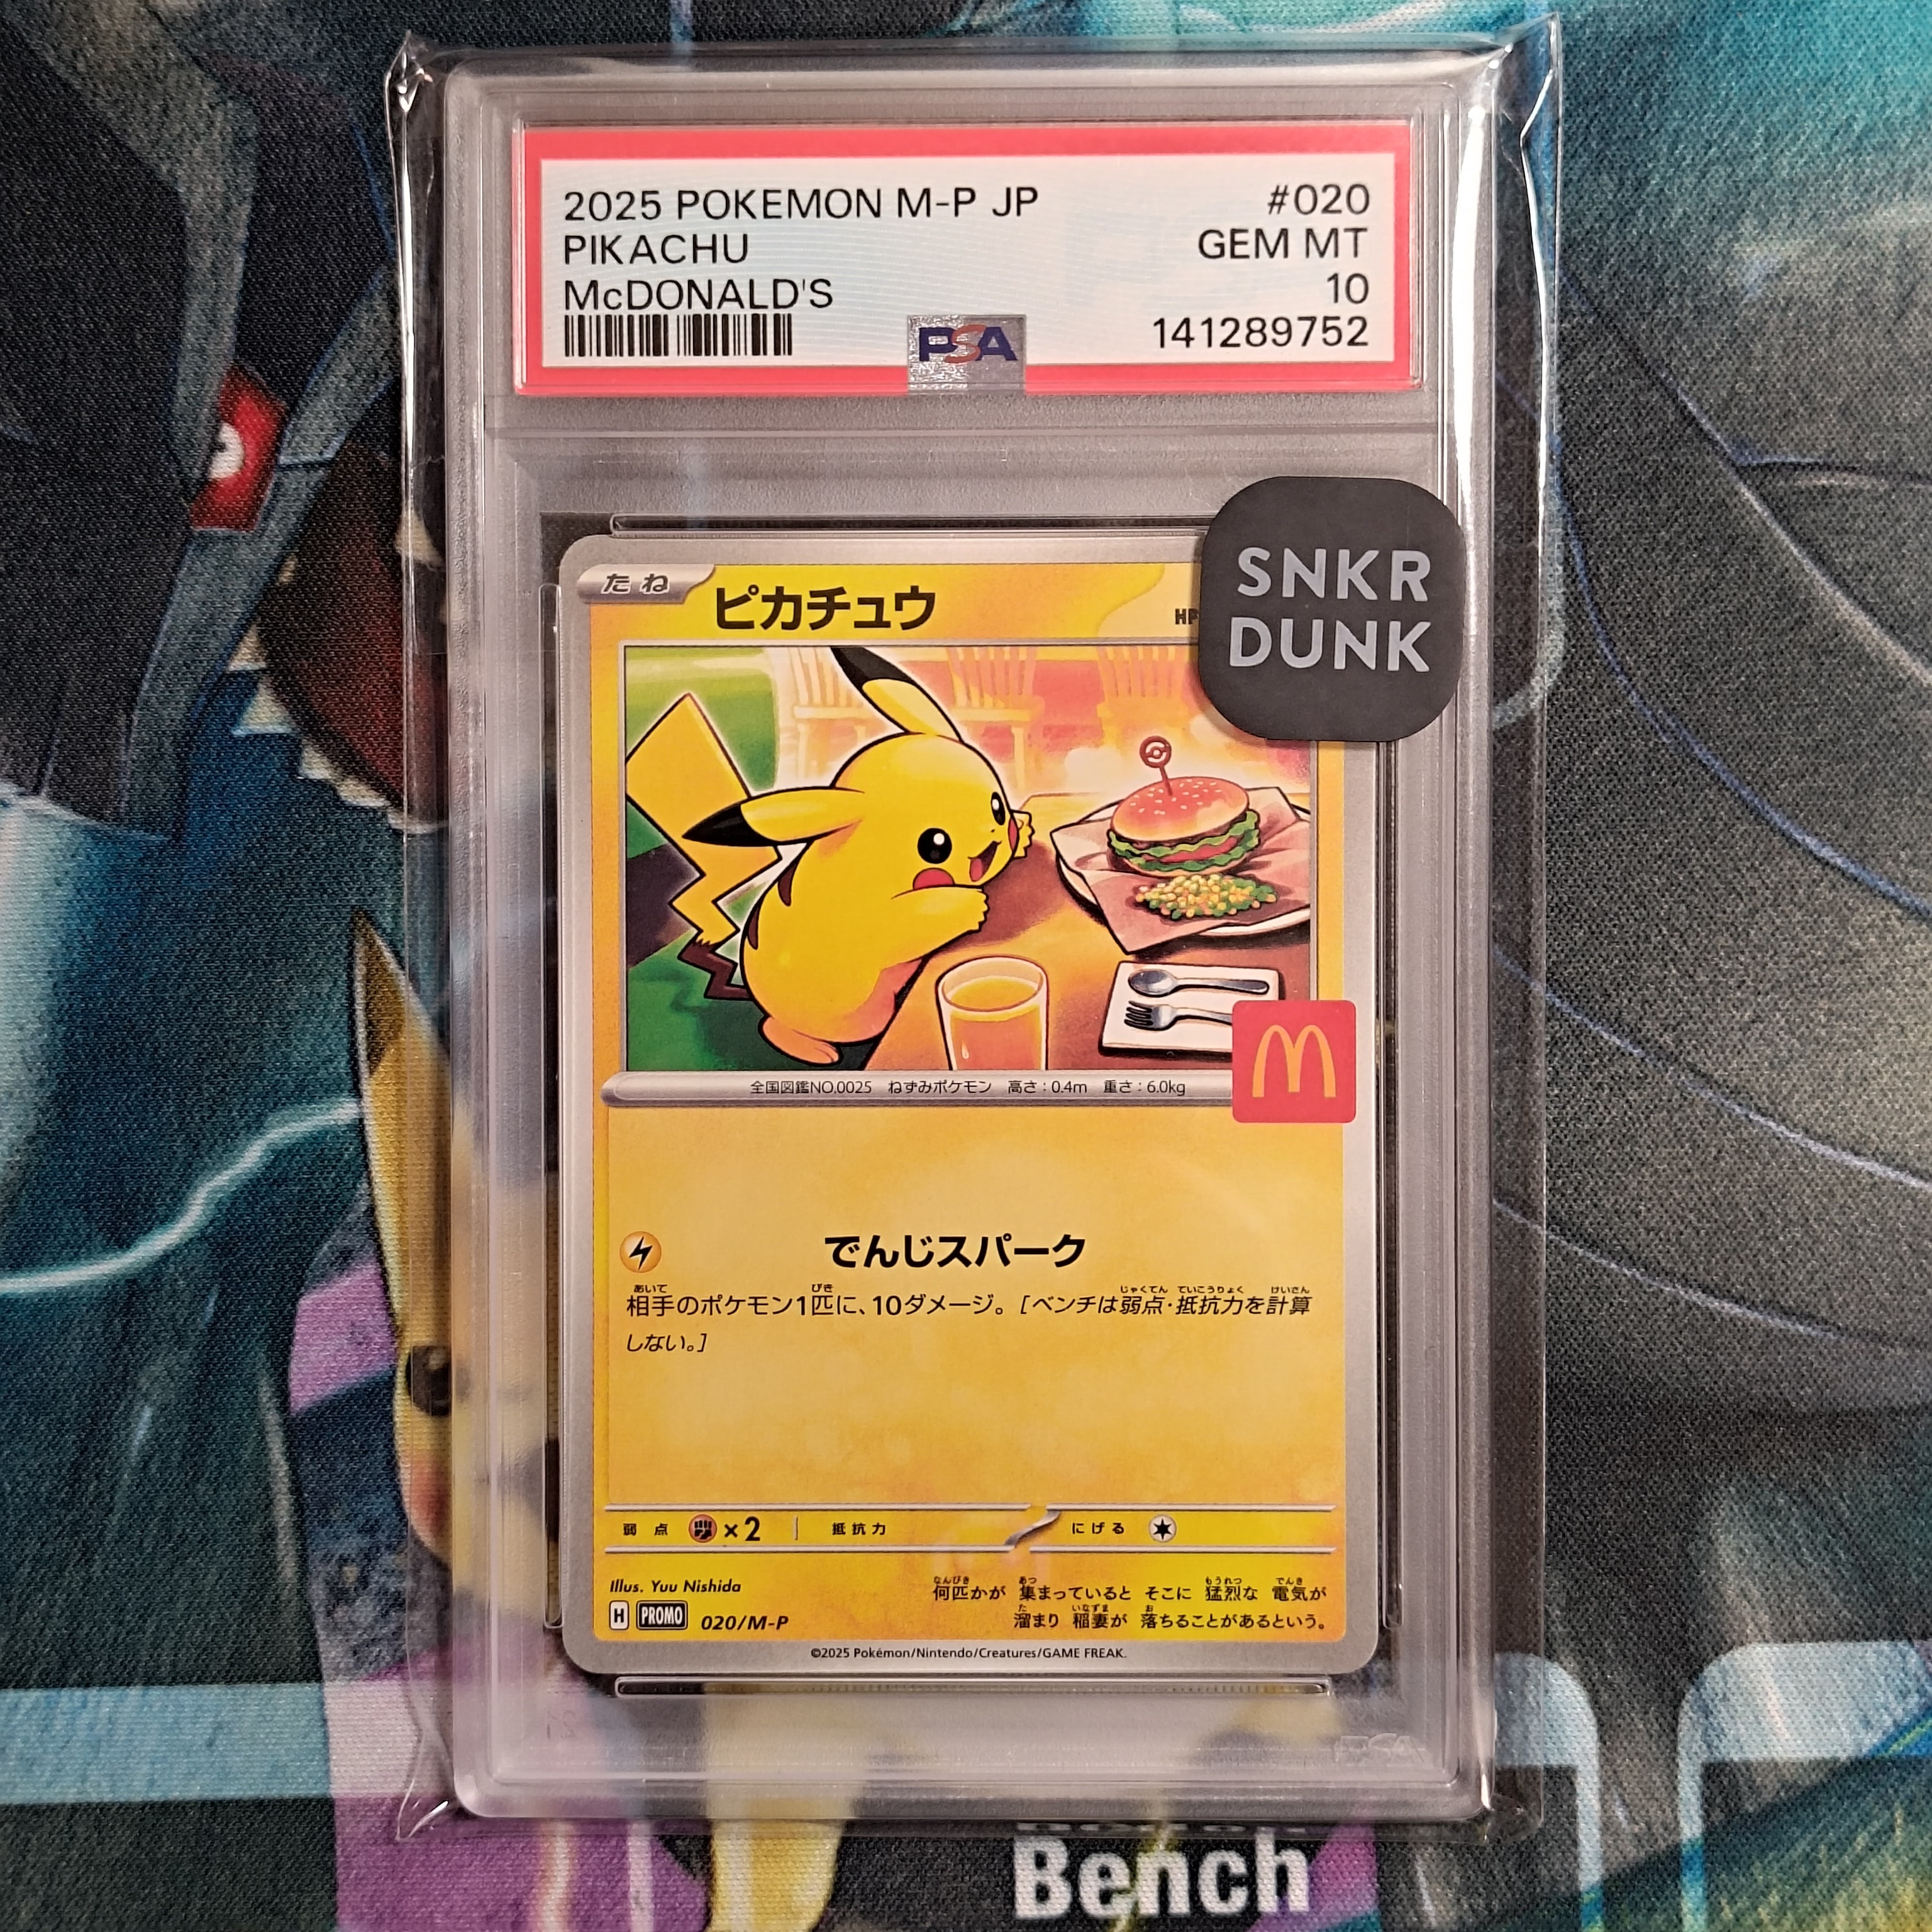 2025 POKEMON M-P JP #020
PIKACHU GEM MT
McDONALD'S 10
PSA 141289752
SNKR
DUNK
たね ピカチュウ HP
全国図鑑NO.0025 ねずみポケモン 高さ:0.4m 重さ:6.0kg
でんじスパーク
相手のポケモン1匹に、10ダメージ。[ベンチは弱点・抵抗力を計算
しない。]
弱点 ×2 抵抗力 にげる
Illus. Yuu Nishida
何匹かが 集まっていると そこに 猛烈な 電気が
溜まり 稲妻が 落ちることがあるという。
H PROMO 020/M-P
©2025 Pokémon/Nintendo/Creatures/GAME FREAK.
Bench